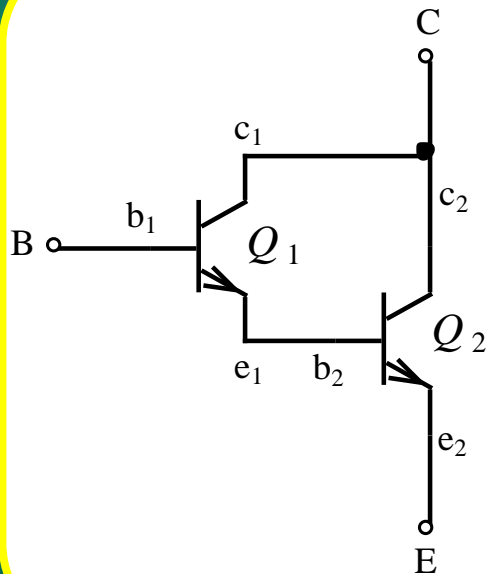 C
c₁
c₂
b₁
B
Q₁
Q₂
e₁
b₂
e₂
E